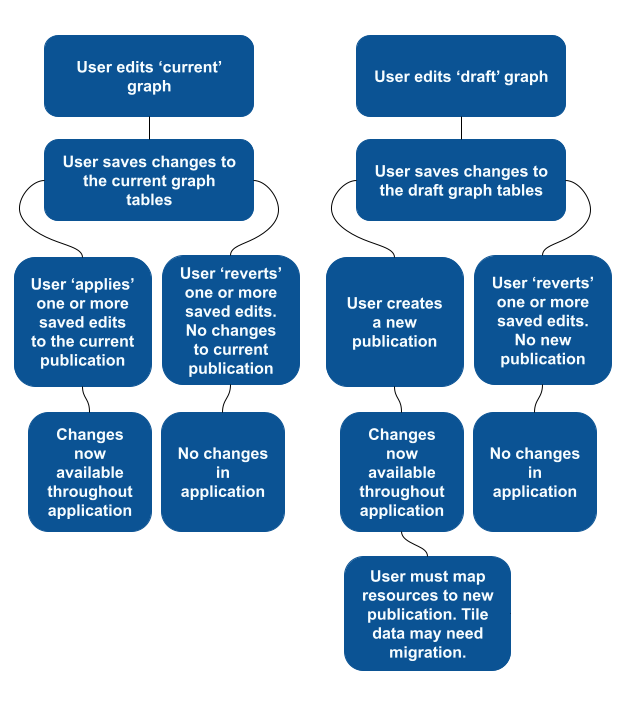 User edits ‘current’
graph
User saves changes to
the current graph
tables
User ‘applies’
one or more
saved edits
to the current
publication
User ‘reverts’
one or more
saved edits.
No changes
to current
publication
Changes
now
available
throughout
application
No changes
in
application
User edits ‘draft’ graph
User saves changes to
the draft graph tables
User creates
a new
publication
User ‘reverts’
one or more
saved edits.
No new
publication
Changes
now
available
throughout
application
No changes
in
application
User must map
resources to new
publication. Tile
data may need
migration.